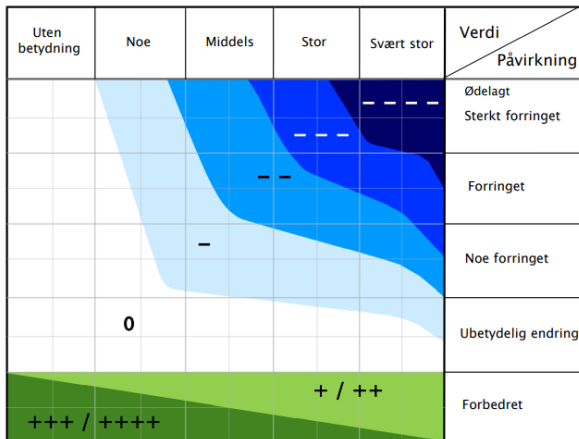 Uten
betydning
Noe
Middels
Stor
Svært stor
Verdi
Påvirkning
Ødelagt
Sterkt forringet
– – – –
– – –
– –
Forringet
–
Noe forringet
0
Ubetydelig endring
+ / ++
Forbedret
+++ / ++++